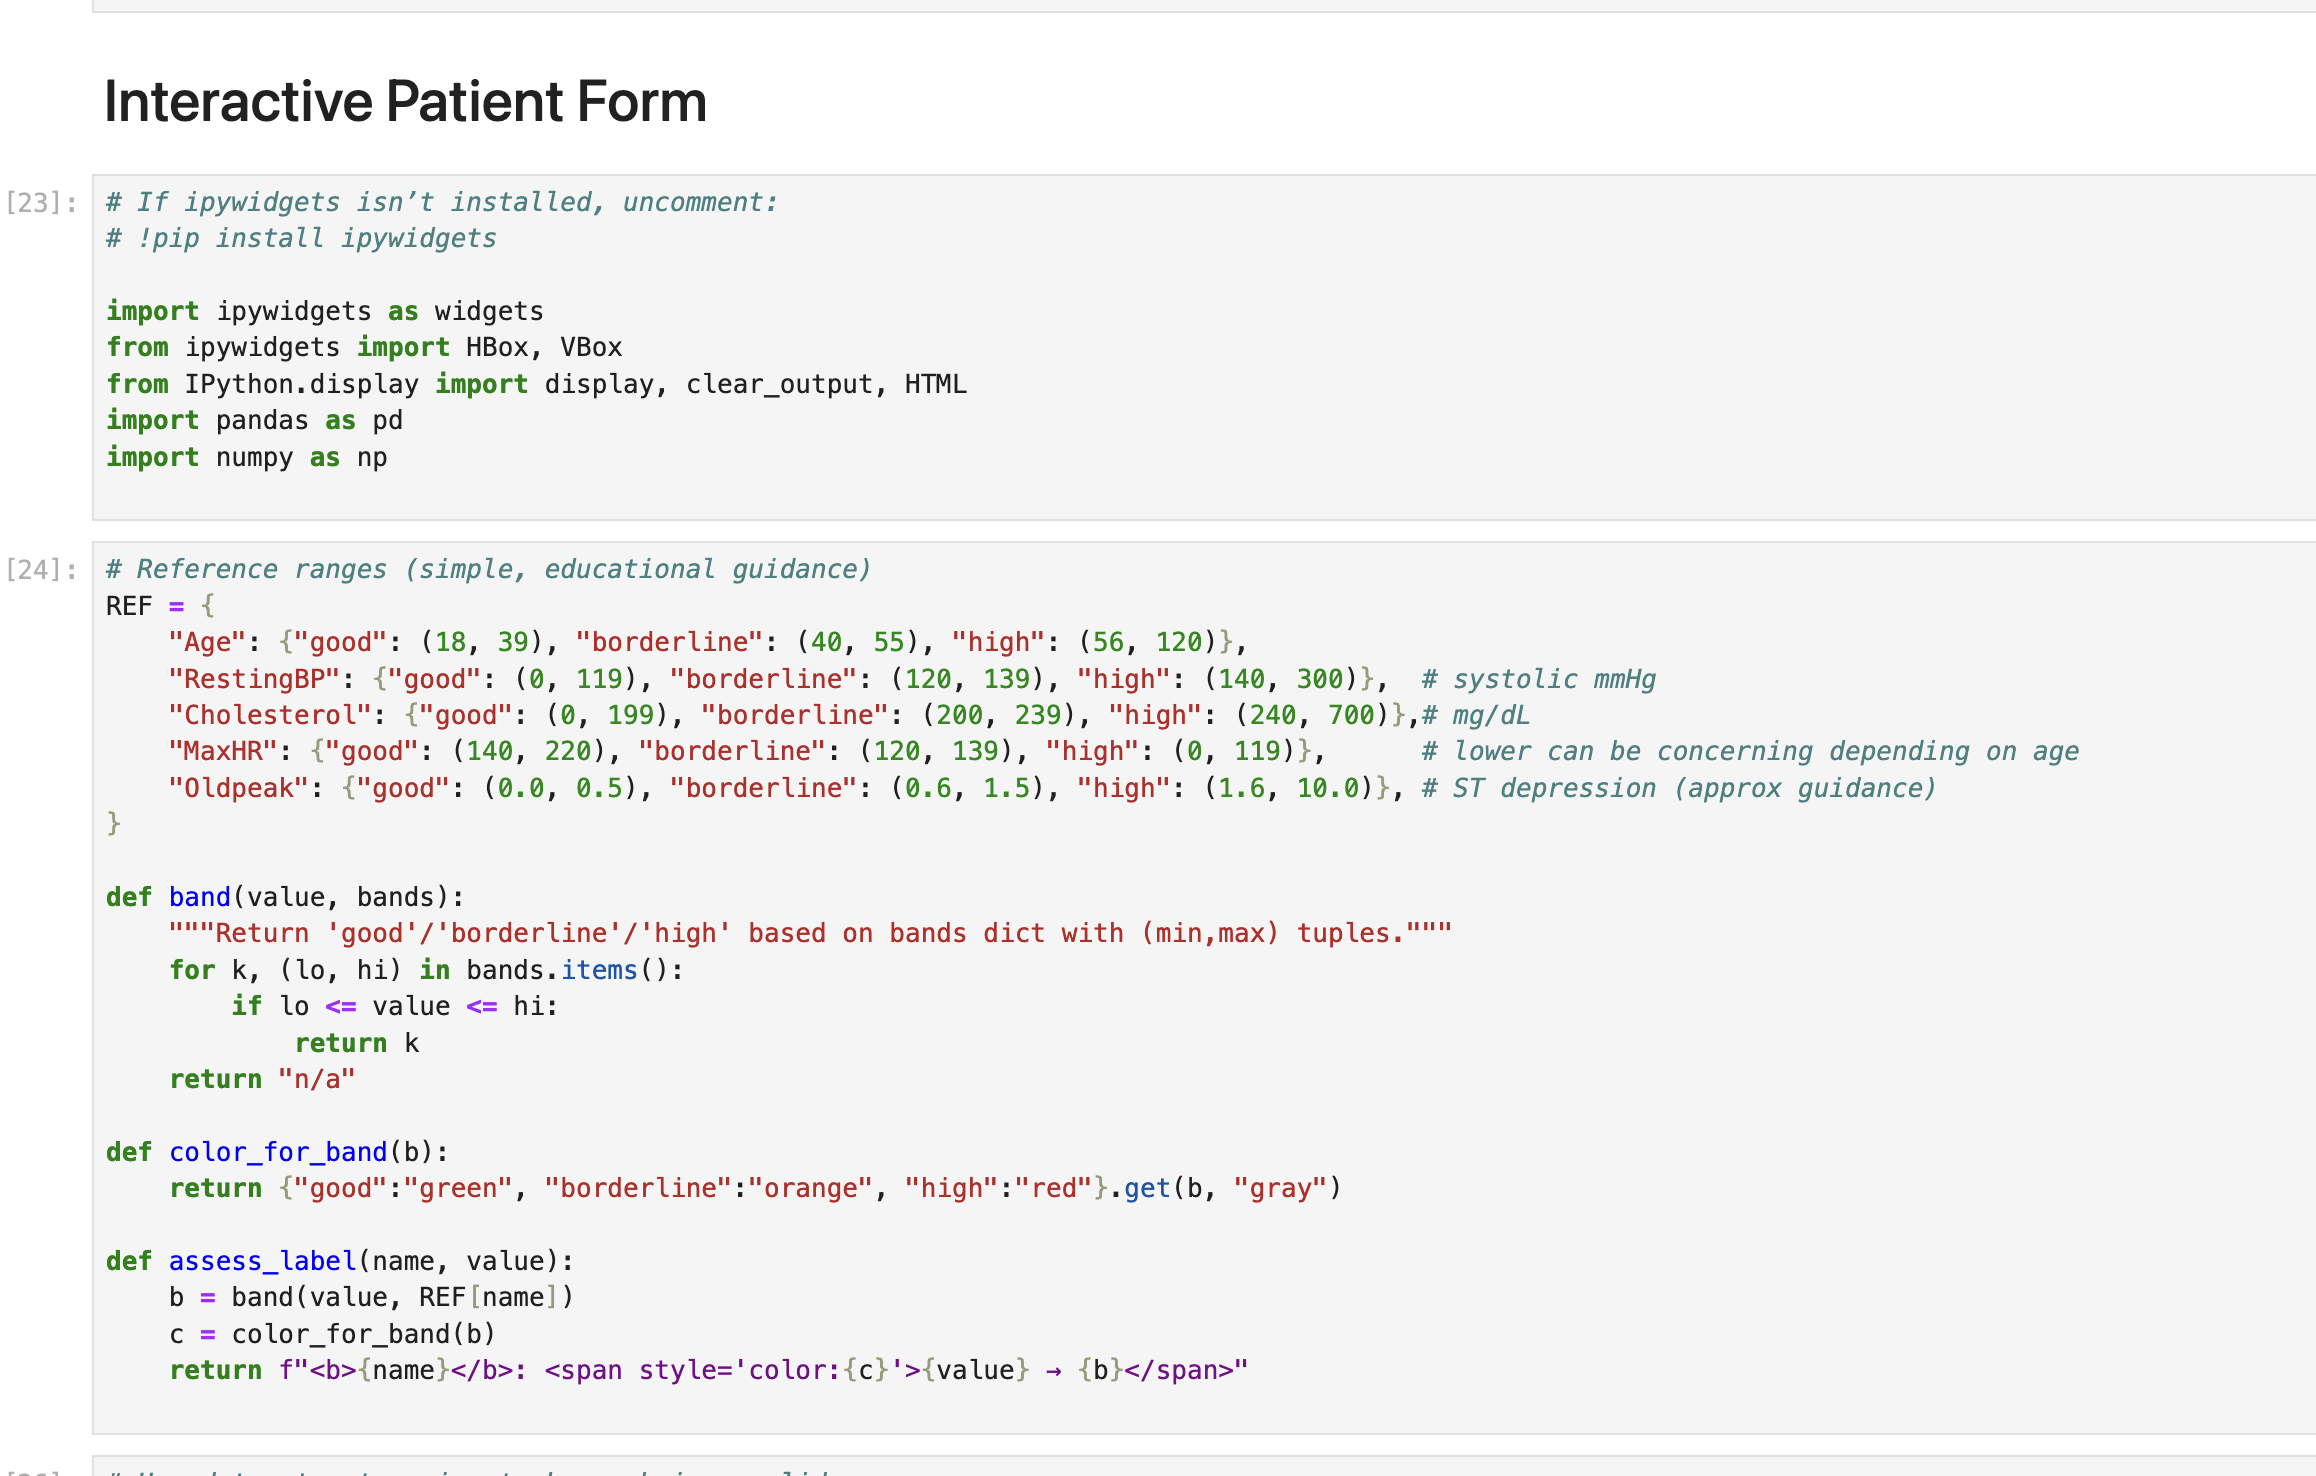 Interactive Patient Form
[23]:
# If ipywidgets isn’t installed, uncomment:
# !pip install ipywidgets
import ipywidgets as widgets
from ipywidgets import HBox, VBox
from IPython.display import display, clear_output, HTML
import pandas as pd
import numpy as np
[24]:
# Reference ranges (simple, educational guidance)
REF = {
    "Age": {"good": (18, 39), "borderline": (40, 55), "high": (56, 120)},
    "RestingBP": {"good": (0, 119), "borderline": (120, 139), "high": (140, 300)},  # systolic mmHg
    "Cholesterol": {"good": (0, 199), "borderline": (200, 239), "high": (240, 700)},# mg/dL
    "MaxHR": {"good": (140, 220), "borderline": (120, 139), "high": (0, 119)},      # lower can be concerning depending on age
    "Oldpeak": {"good": (0.0, 0.5), "borderline": (0.6, 1.5), "high": (1.6, 10.0)}, # ST depression (approx guidance)
}
def band(value, bands):
    """Return 'good'/'borderline'/'high' based on bands dict with (min,max) tuples."""
    for k, (lo, hi) in bands.items():
        if lo <= value <= hi:
            return k
    return "n/a"
def color_for_band(b):
    return {"good":"green", "borderline":"orange", "high":"red"}.get(b, "gray")
def assess_label(name, value):
    b = band(value, REF[name])
    c = color_for_band(b)
    return f"<b>{name}</b>: <span style='color:{c}'>{value} → {b}</span>"